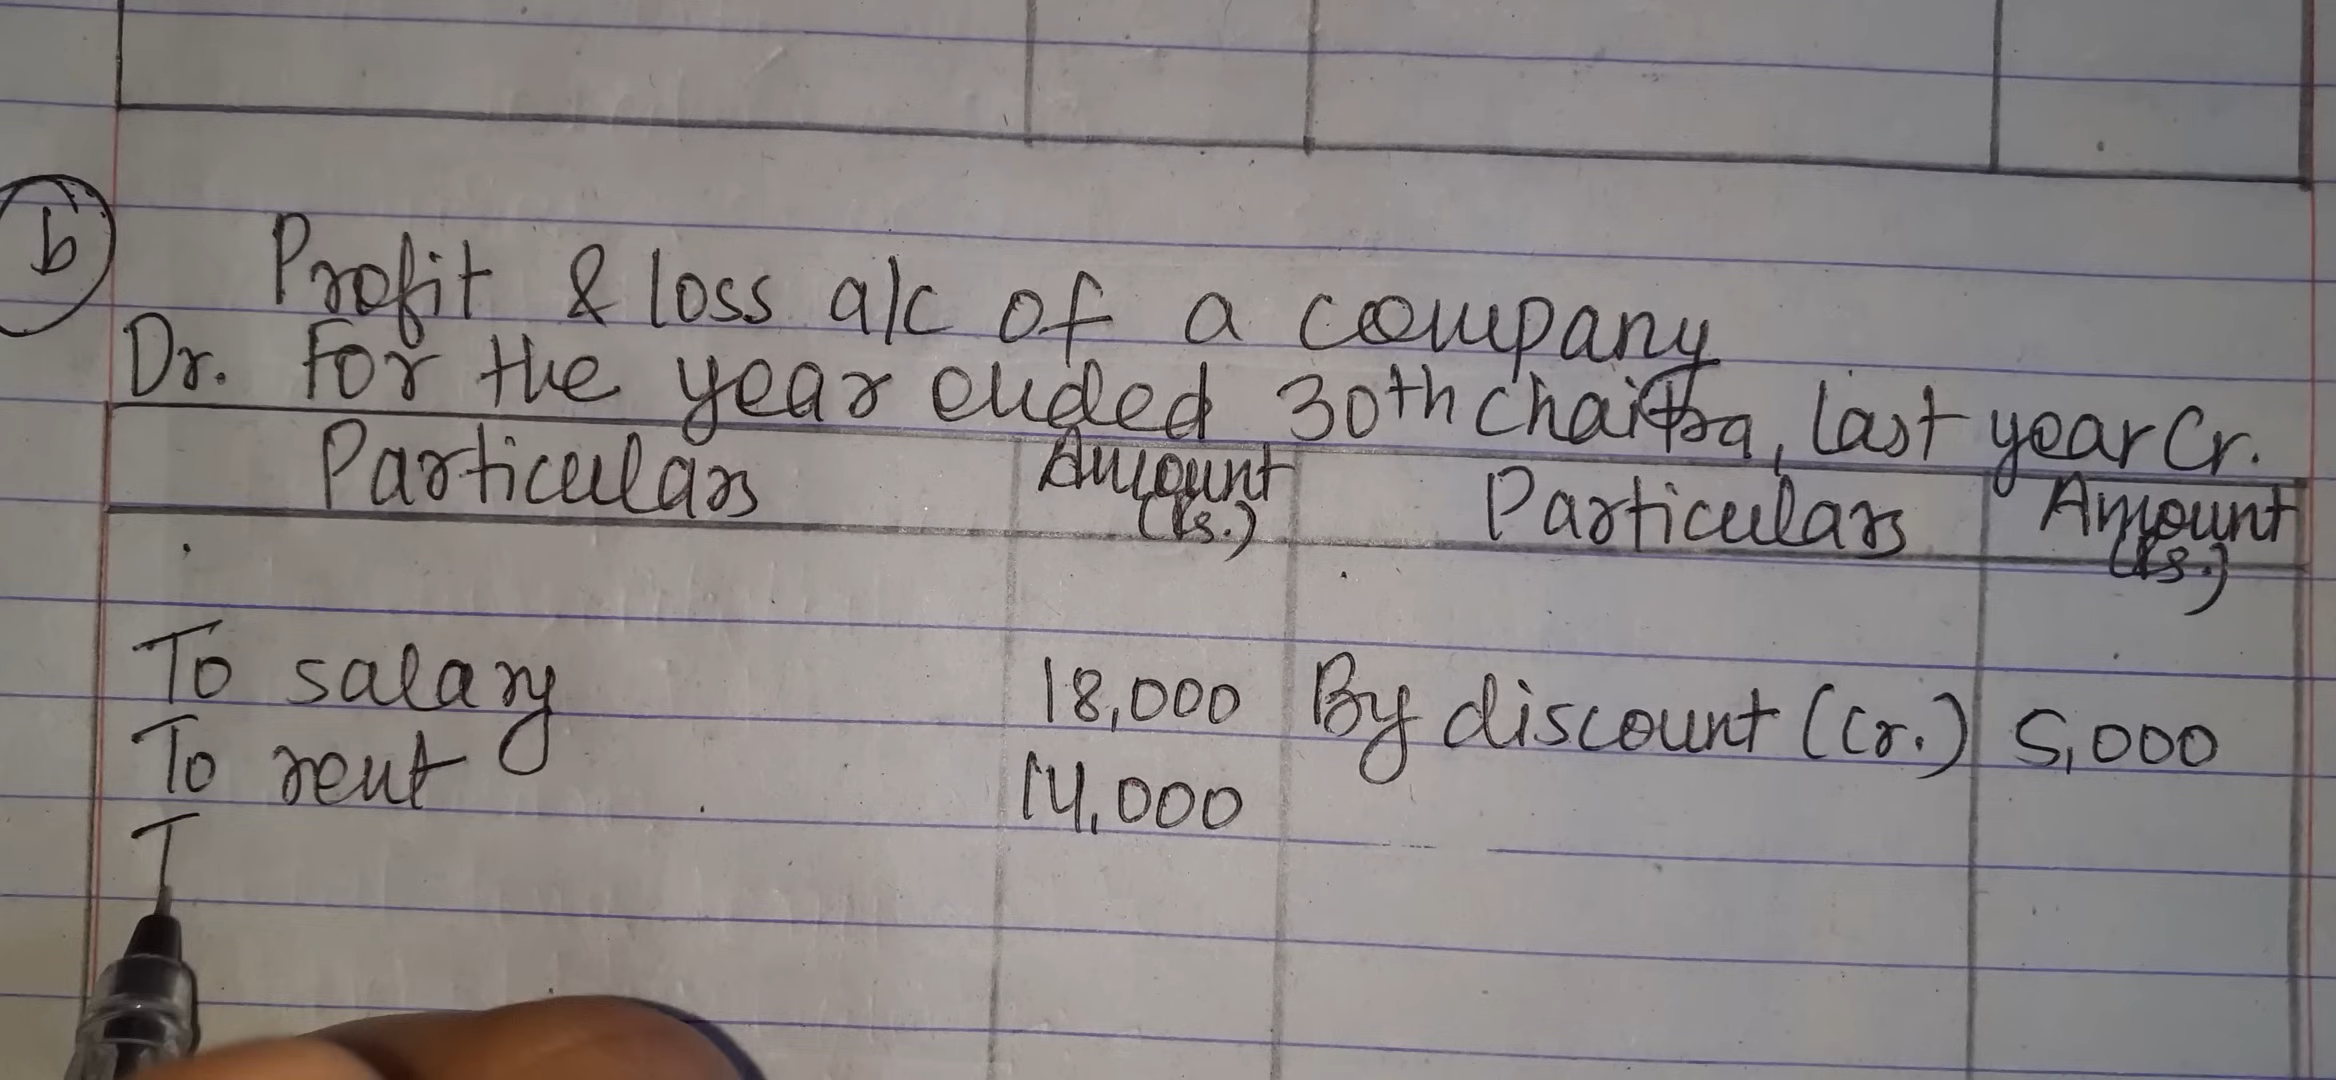 b
Profit & loss a/c of a company
Dr. For the year ended 30th chaitra, last year Cr.
Particulars Amount (Rs.) Particulars Amount (Rs.)
To salary 18,000 By discount (Cr.) 5,000
To rent 14,000
T